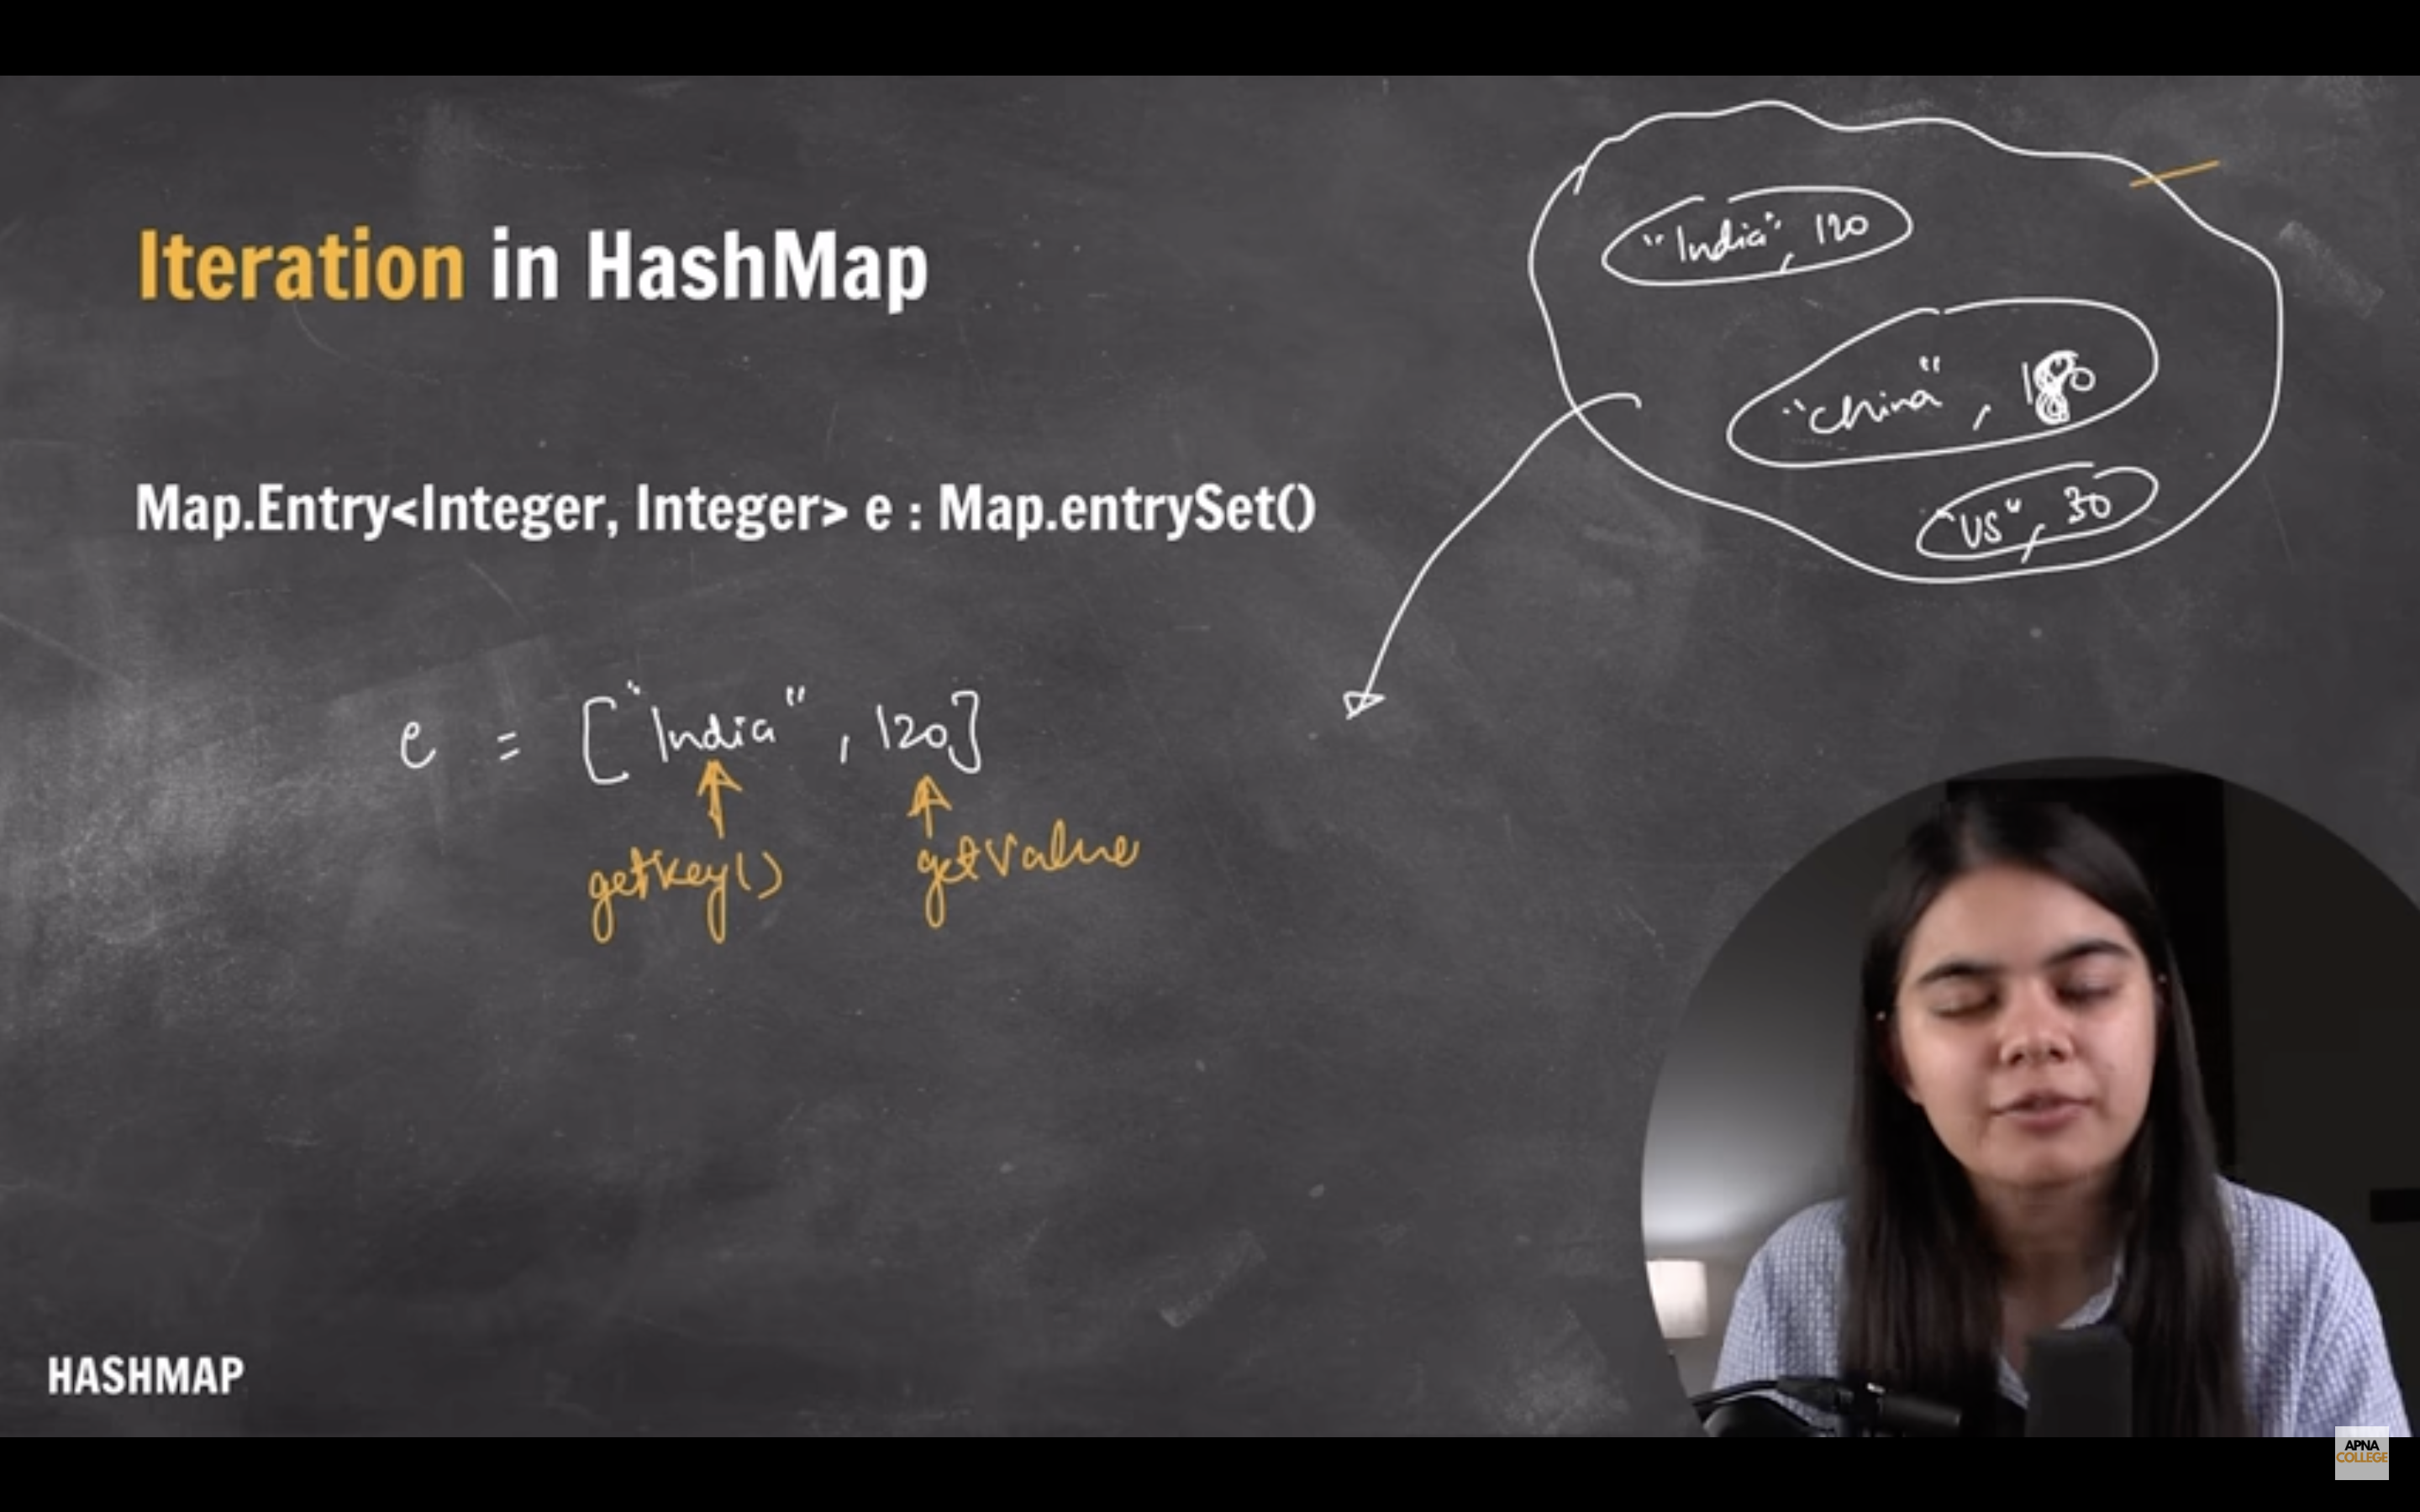 Iteration in HashMap
"India", 120
"China", 180
"US", 30
Map.Entry<Integer, Integer> e : Map.entrySet()
e = ["India", 120]
getKey()
getValue
HASHMAP
APNA
COLLEGE